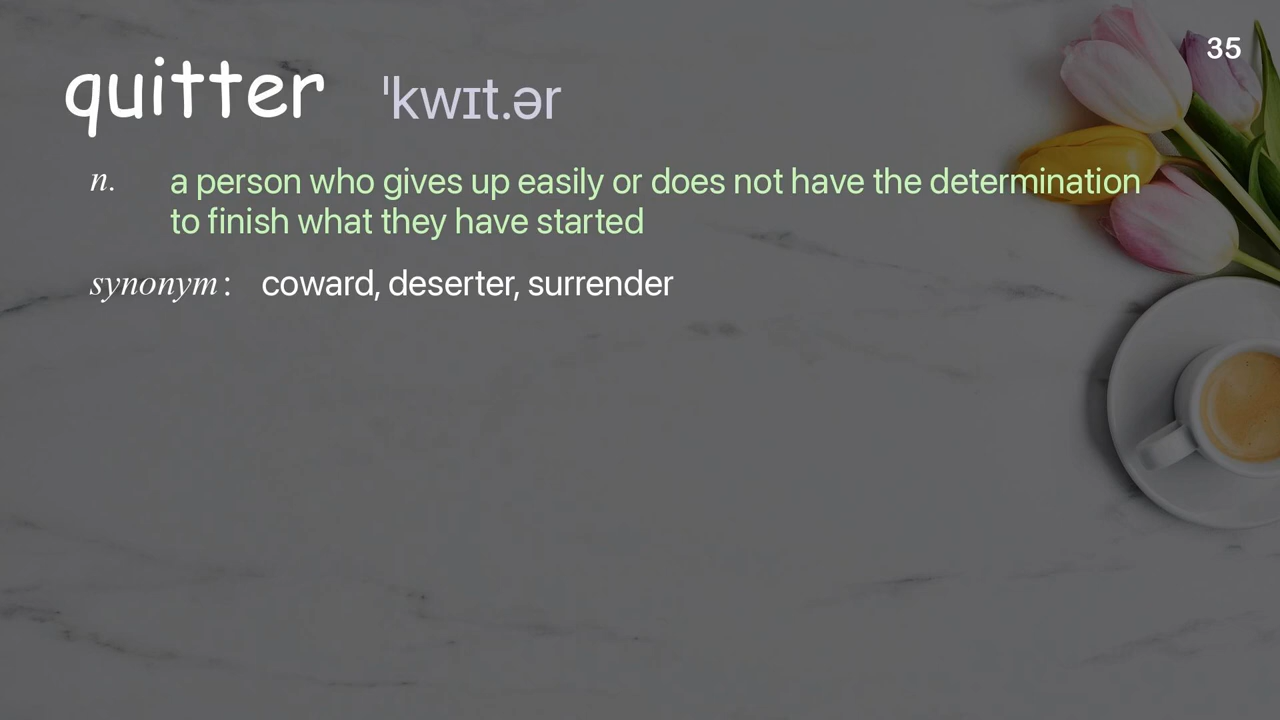 35
quitter ˈkwɪt.ər
n. a person who gives up easily or does not have the determination
to finish what they have started
synonym : coward, deserter, surrender